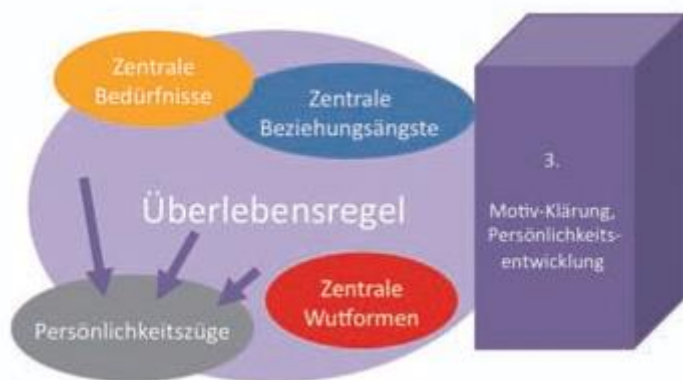 Zentrale
Bedürfnisse
Zentrale
Beziehungsängste
Überlebensregel
Zentrale
Wutformen
Persönlichkeitszüge
3.
Motiv-Klärung,
Persönlichkeits-
entwicklung